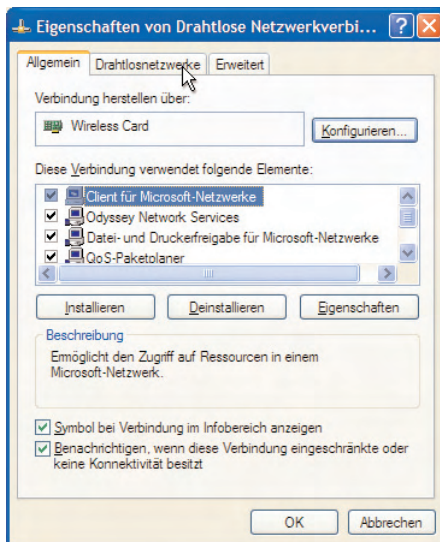 Eigenschaften von Drahtlose Netzwerkverbi...
Allgemein Drahtlosnetzwerke Erweitert
Verbindung herstellen über:
Wireless Card Konfigurieren...
Diese Verbindung verwendet folgende Elemente:
Client für Microsoft-Netzwerke
Odyssey Network Services
Datei- und Druckerfreigabe für Microsoft-Netzwerke
QoS-Paketplaner
Installieren Deinstallieren Eigenschaften
Beschreibung
Ermöglicht den Zugriff auf Ressourcen in einem
Microsoft-Netzwerk.
Symbol bei Verbindung im Infobereich anzeigen
Benachrichtigen, wenn diese Verbindung eingeschränkte oder
keine Konnektivität besitzt
OK Abbrechen